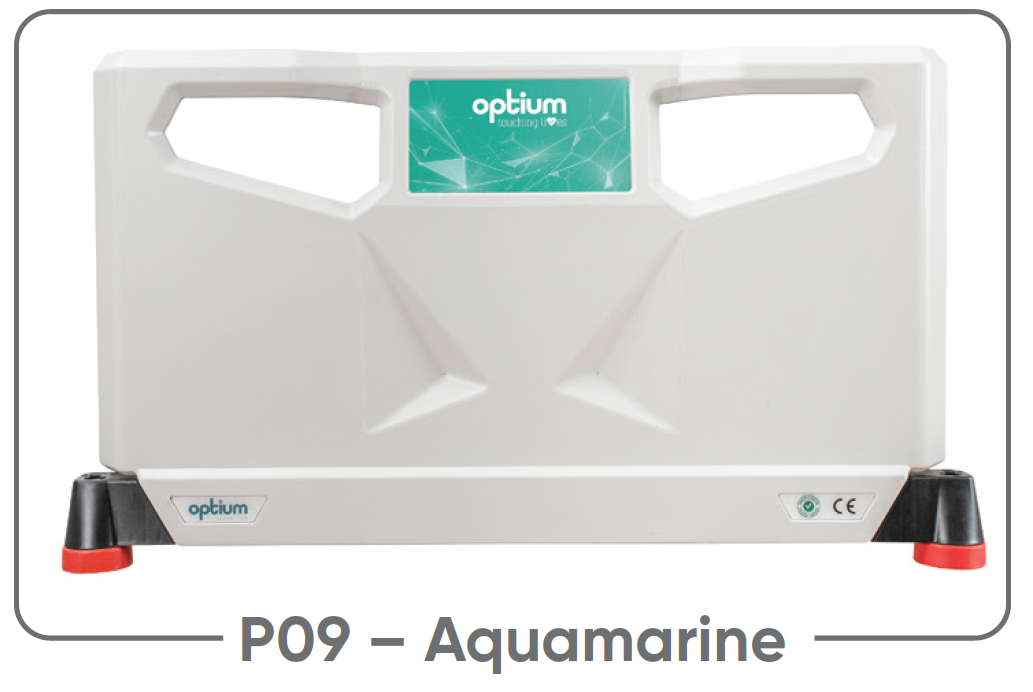 optium
touching lives
optium
CE
P09 – Aquamarine